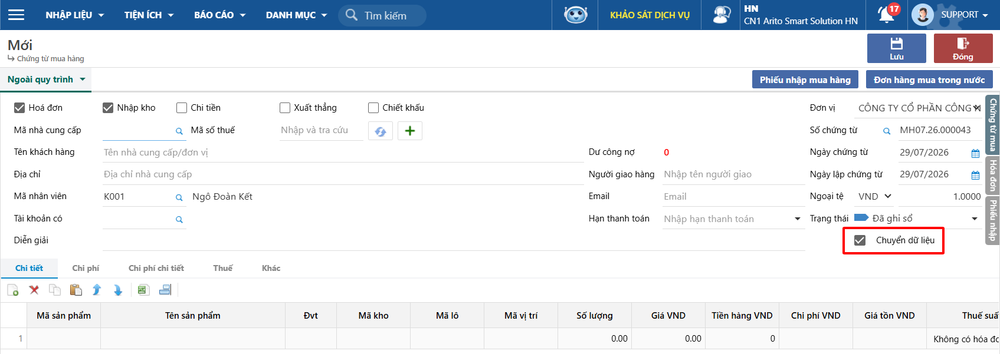 NHẬP LIỆU TIỆN ÍCH BÁO CÁO DANH MỤC Tìm kiếm KHẢO SÁT DỊCH VỤ HN 17 SUPPORT
CN1 Arito Smart Solution HN
Mới
Chứng từ mua hàng
Lưu Đóng
Ngoài quy trình Phiếu nhập mua hàng Đơn hàng mua trong nước
Hoá đơn Nhập kho Chi tiền Xuất thẳng Chiết khấu Đơn vị CÔNG TY CỔ PHẦN CÔNG
Mã nhà cung cấp Mã số thuế Nhập và tra cứu Số chứng từ MH07.26.000043
Tên khách hàng Tên nhà cung cấp/đơn vị Dư công nợ 0 Ngày chứng từ 29/07/2026
Địa chỉ Địa chỉ nhà cung cấp Người giao hàng Nhập tên người giao Ngày lập chứng từ 29/07/2026
Mã nhân viên K001 Ngô Đoàn Kết Email Email Ngoại tệ VND 1.0000
Tài khoản có Hạn thanh toán Nhập hạn thanh toán Trạng thái Đã ghi sổ
Diễn giải Chuyển dữ liệu
Chứng từ mua
Hóa đơn
Phiếu nhập
Chi tiết Chi phí Chi phí chi tiết Thuế Khác
Mã sản phẩm Tên sản phẩm Đvt Mã kho Mã lô Mã vị trí Số lượng Giá VND Tiền hàng VND Chi phí VND Giá tồn VND Thuế suấ
1 0.00 0.00 0 Không có hóa đơ